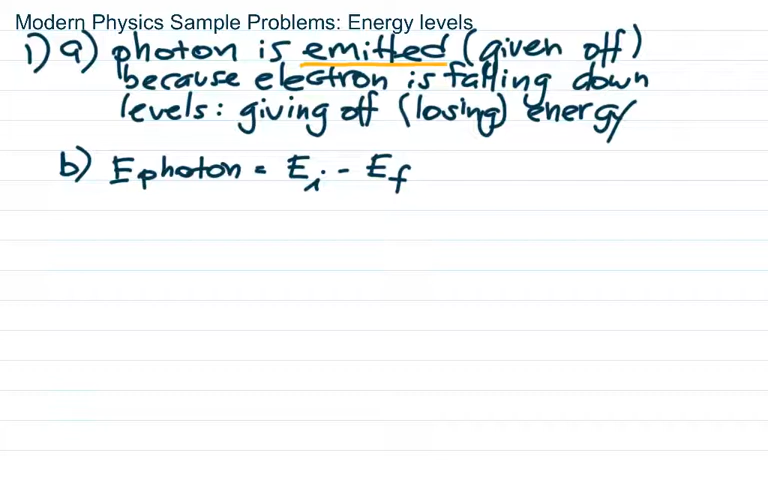 Modern Physics Sample Problems: Energy levels
1) a) photon is emitted (given off)
because electron is falling down
levels: giving off (losing) energy
b) Ephoton = Ei - Ef